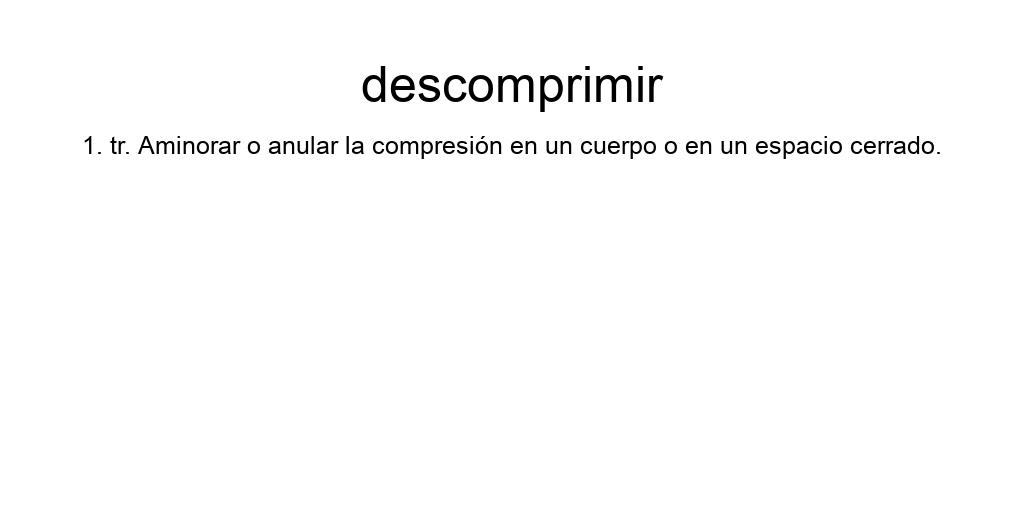 descomprimir
1. tr. Aminorar o anular la compresión en un cuerpo o en un espacio cerrado.